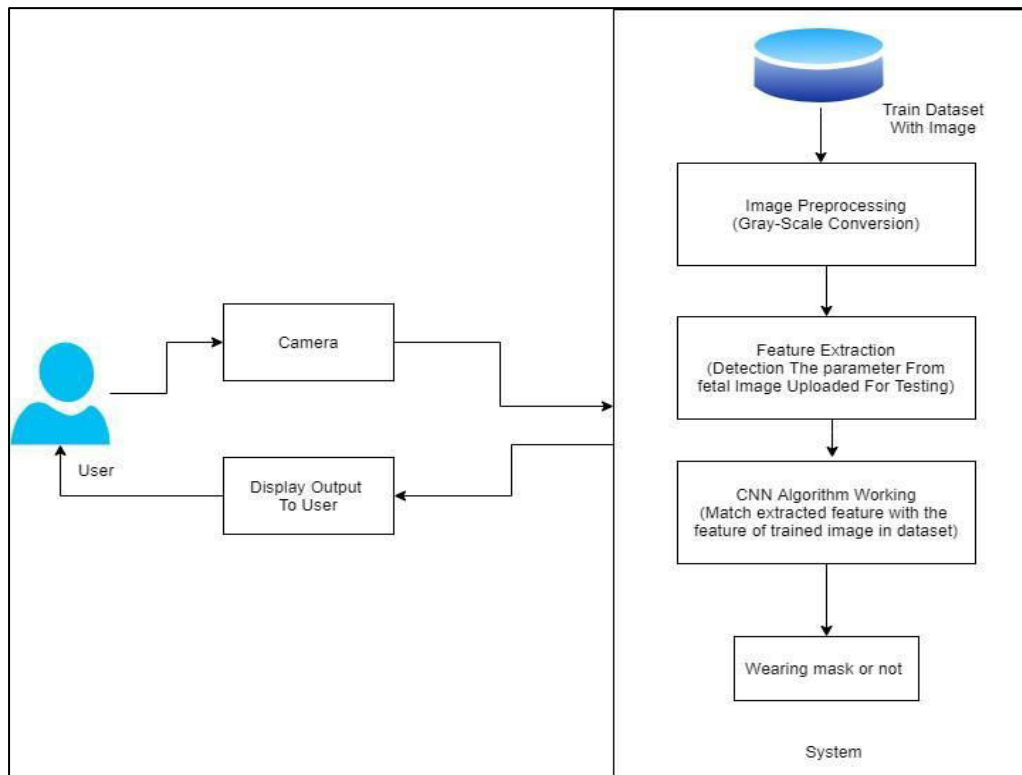 Train Dataset
With Image
Image Preprocessing
(Gray-Scale Conversion)
Feature Extraction
(Detection The parameter From
fetal Image Uploaded For Testing)
CNN Algorithm Working
(Match extracted feature with the
feature of trained image in dataset)
Wearing mask or not
System
Camera
User
Display Output
To User